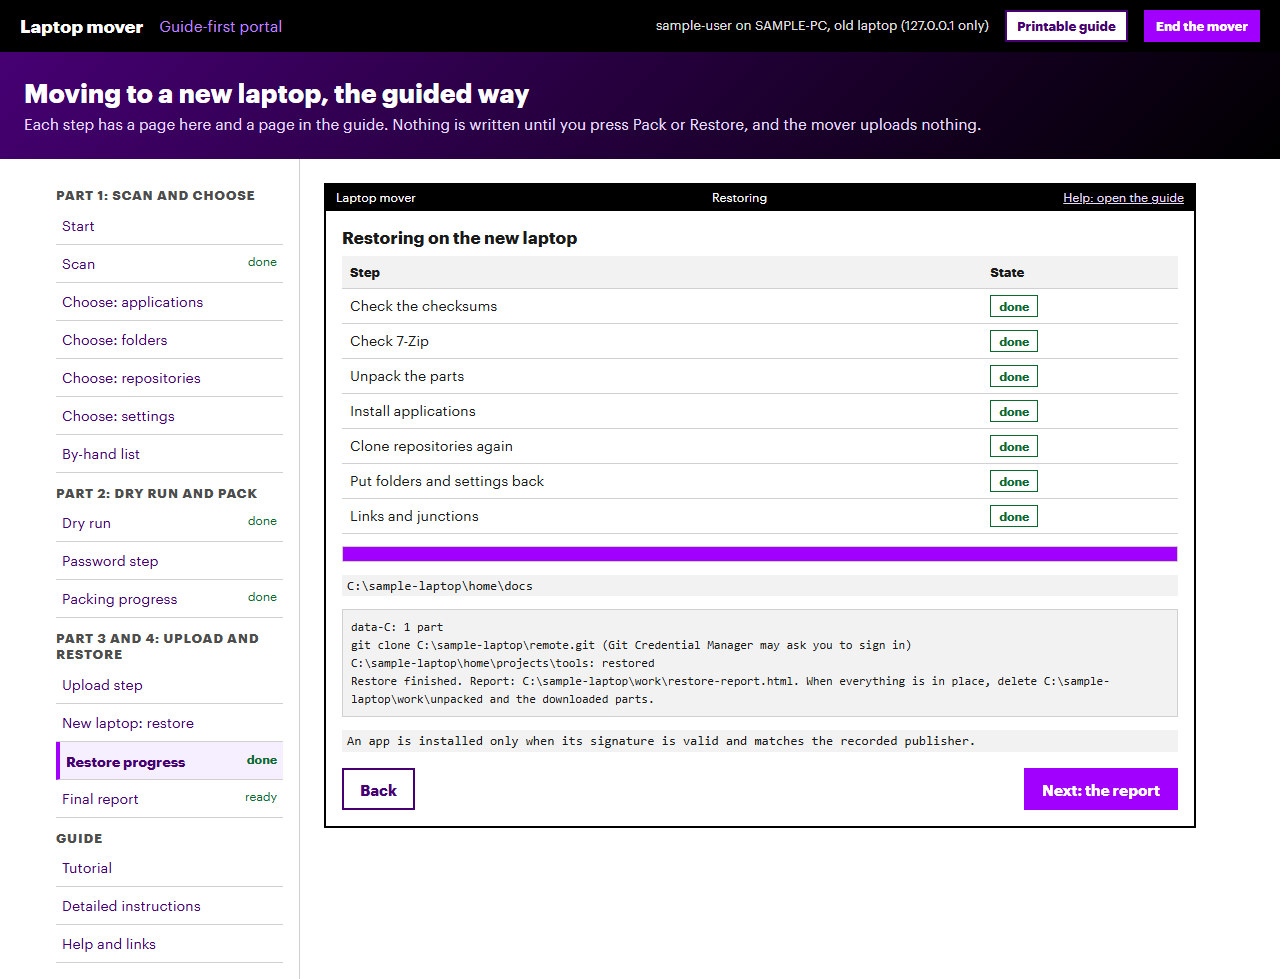 Laptop mover Guide-first portal
sample-user on SAMPLE-PC, old laptop (127.0.0.1 only)
Printable guide
End the mover
Moving to a new laptop, the guided way
Each step has a page here and a page in the guide. Nothing is written until you press Pack or Restore, and the mover uploads nothing.
PART 1: SCAN AND CHOOSE
Start
Scan done
Choose: applications
Choose: folders
Choose: repositories
Choose: settings
By-hand list
PART 2: DRY RUN AND PACK
Dry run done
Password step
Packing progress done
PART 3 AND 4: UPLOAD AND
RESTORE
Upload step
New laptop: restore
Restore progress done
Final report ready
GUIDE
Tutorial
Detailed instructions
Help and links
Laptop mover Restoring Help: open the guide
Restoring on the new laptop
Step State
Check the checksums done
Check 7-Zip done
Unpack the parts done
Install applications done
Clone repositories again done
Put folders and settings back done
Links and junctions done
C:\sample-laptop\home\docs
data-C: 1 part
git clone C:\sample-laptop\remote.git (Git Credential Manager may ask you to sign in)
C:\sample-laptop\home\projects\tools: restored
Restore finished. Report: C:\sample-laptop\work\restore-report.html. When everything is in place, delete C:\sample-
laptop\work\unpacked and the downloaded parts.
An app is installed only when its signature is valid and matches the recorded publisher.
Back
Next: the report